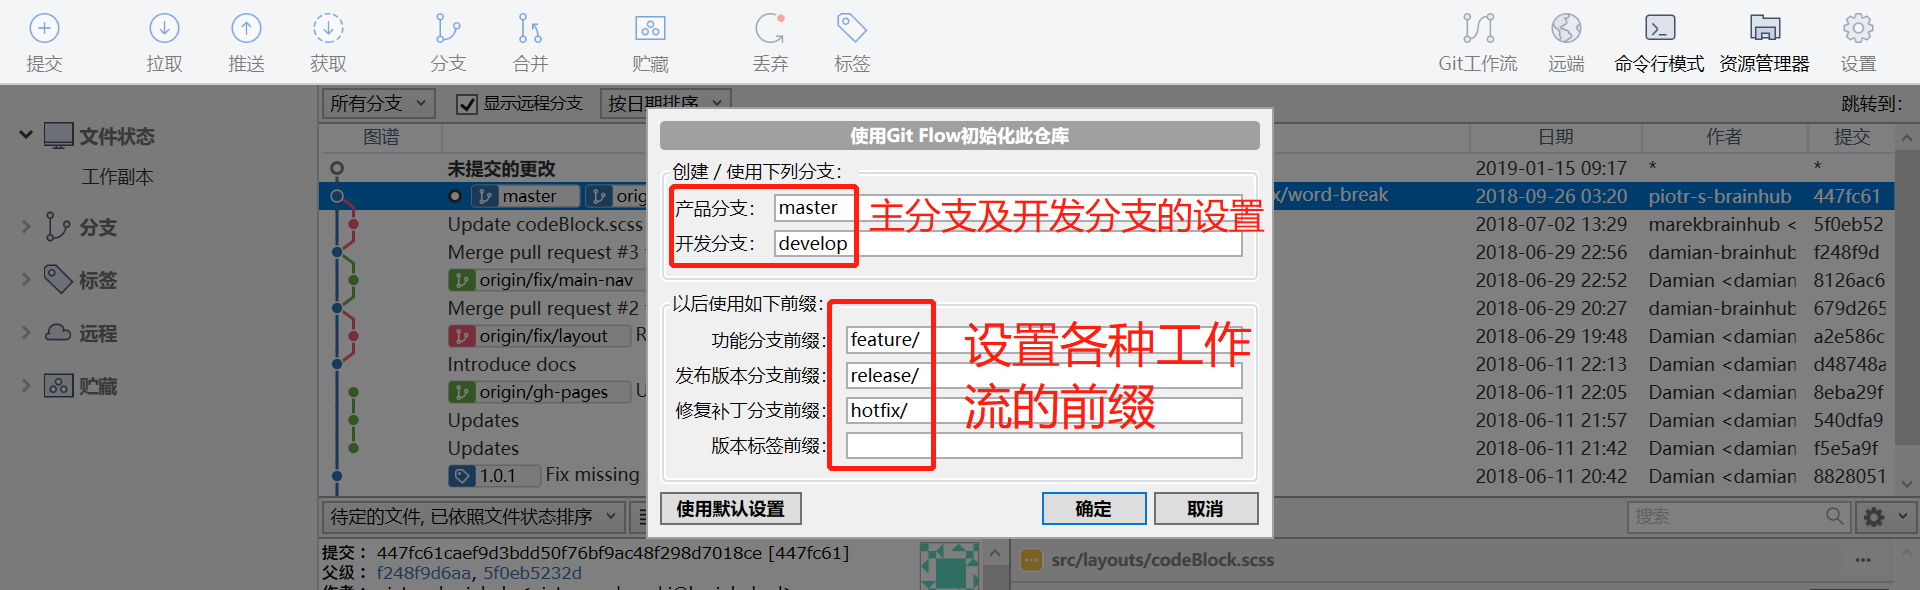 提交 拉取 推送 获取 分支 合并 贮藏 丢弃 标签 Git工作流 远端 命令行模式 资源管理器 设置
所有分支 显示远程分支 按日期排序 跳转到:
图谱 日期 作者 提交
文件状态
工作副本
分支
标签
远程
贮藏
未提交的更改 2019-01-15 09:17 * *
master orig x/word-break 2018-09-26 03:20 piotr-s-brainhub 447fc61
Update codeBlock.scss 2018-07-02 13:29 marekbrainhub < 5f0eb52
Merge pull request #3 2018-06-29 22:56 damian-brainhub f248f9d
origin/fix/main-nav 2018-06-29 22:52 Damian <damian 8126ac6
Merge pull request #2 2018-06-29 20:27 damian-brainhub 679d265
origin/fix/layout R 2018-06-29 19:48 Damian <damian a2e586c
Introduce docs 2018-06-11 22:13 Damian <damian d48748a
origin/gh-pages U 2018-06-11 22:05 Damian <damian 8eba29f
Updates 2018-06-11 21:57 Damian <damian 540dfa9
Updates 2018-06-11 21:42 Damian <damian f5e5a9f
1.0.1 Fix missing 2018-06-11 20:42 Damian <damian 8828051
使用Git Flow初始化此仓库
创建 / 使用下列分支:
产品分支: master
开发分支: develop
主分支及开发分支的设置
以后使用如下前缀:
功能分支前缀: feature/
发布版本分支前缀: release/
修复补丁分支前缀: hotfix/
版本标签前缀:
设置各种工作
流的前缀
使用默认设置 确定 取消
待定的文件, 已依照文件状态排序 搜索
提交: 447fc61caef9d3bdd50f76bf9ac48f298d7018ce [447fc61]
父级: f248f9d6aa, 5f0eb5232d
src/layouts/codeBlock.scss